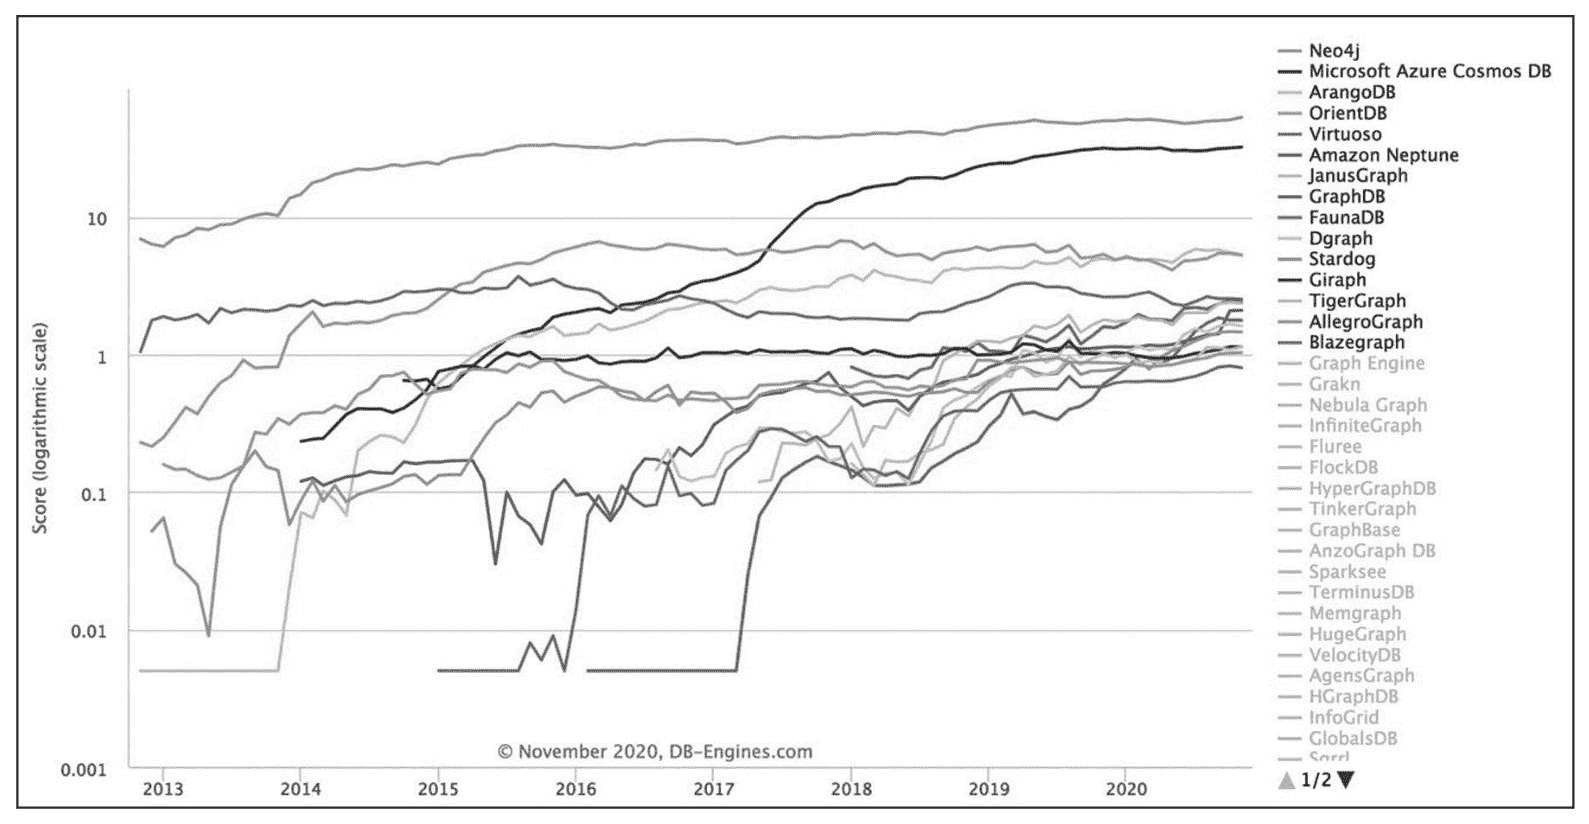 Neo4j
Microsoft Azure Cosmos DB
ArangoDB
OrientDB
Virtuoso
Amazon Neptune
JanusGraph
GraphDB
FaunaDB
Dgraph
Stardog
Giraph
TigerGraph
AllegroGraph
Blazegraph
Graph Engine
Grakn
Nebula Graph
InfiniteGraph
Fluree
FlockDB
HyperGraphDB
TinkerGraph
GraphBase
AnzoGraph DB
Sparksee
TerminusDB
Memgraph
HugeGraph
VelocityDB
AgensGraph
HGraphDB
InfoGrid
GlobalsDB
Sqrrl
1/2
Score (logarithmic scale)
10
1
0.1
0.01
0.001
© November 2020, DB-Engines.com
2013 2014 2015 2016 2017 2018 2019 2020